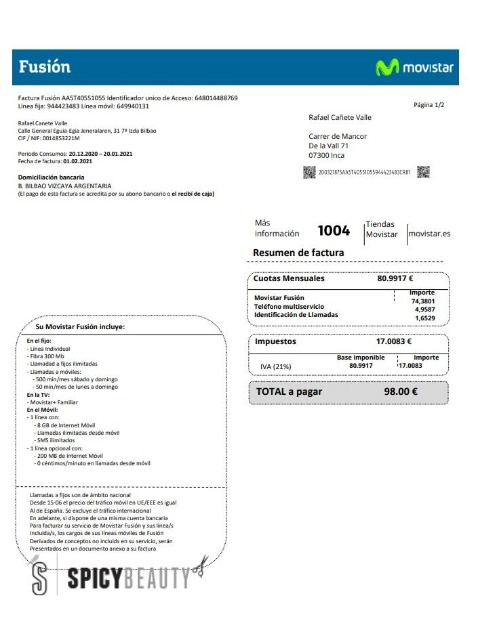 Fusión
movistar
Factura Fusión AA5T40551055 Identificador unico de Acceso: 648014488769
Linea fija: 944423483 Linea móvil: 649940131
Página 1/2
Rafael Canete Valle
Calle General Eguia-Egia Jeneralaren, 31 7º Izda Bilbao
CIF / NIF: 0014853221M
Rafael Cañete Valle
Carrer de Mancor
De la Vall 71
07300 Inca
Periodo Consumos: 20.12.2020 – 20.01.2021
Fecha de factura: 01.02.2021
Domiciliación bancaria
B. BILBAO VIZCAYA ARGENTARIA
(El pago de esta factura se acredita por su abono bancario o el recibí de caja)
Más información
1004
Tiendas Movistar
movistar.es
Resumen de factura
Cuotas Mensuales 80.9917 €
Importe
Movistar Fusión 74,3801
Teléfono multiservicio 4,9587
Identificación de Llamadas 1,6529
Impuestos 17.0083 €
Base imponible Importe
IVA (21%) 80.9917 17.0083
TOTAL a pagar 98.00 €
Su Movistar Fusión incluye:
En el fijo:
- Línea Individual
- Fibra 300 Mb
- Llamadad a fijos ilimitadas
- Llamadas a móviles:
- 500 min/mes sábado y domingo
- 50 min/mes de lunes a domingo
En la TV:
- Movistar+ Familiar
En el Móvil:
- 1 línea con:
- 8 GB de Internet Móvil
- Llamadas ilimitadas desde móvil
- SMS ilimitados
- 1 línea opcional con:
- 200 MB de Internet Móvil
- 0 céntimos/minuto en llamadas desde móvil
Llamadas a fijos son de ámbito nacional
Desde 15-06 el precio del tráfico móvil en UE/EEE es igual
Al de España. Se excluye el tráfico internacional
En adelante, si dispone de una misma cuenta bancaria
Para facturar su servicio de Movistar Fusión y sus línea/s
Incluida/s, los cargos de sus líneas móviles de Fusión
Derivados de conceptos no incluids en su servicio, serán
Presentados en un documento anexo a su factura
SPICYBEAUTY